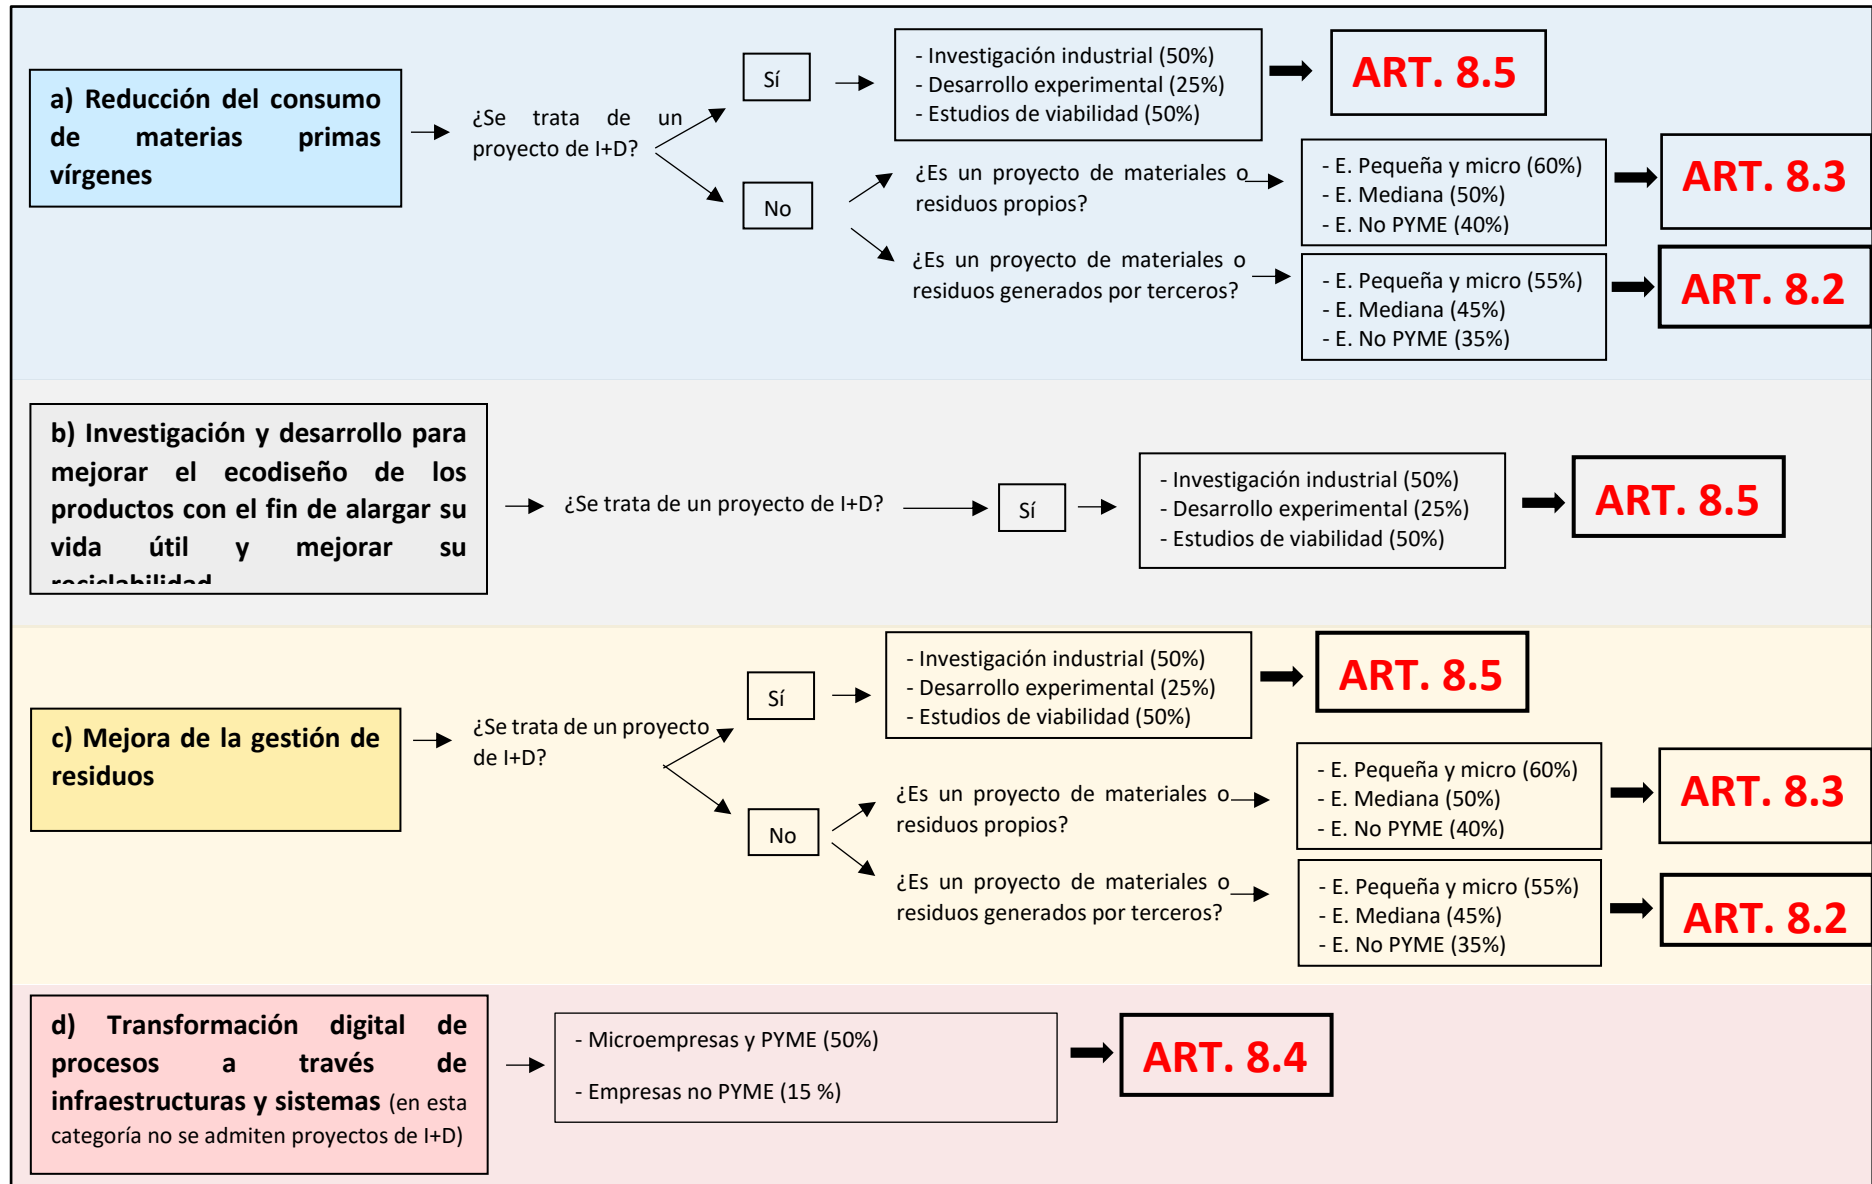 a) Reducción del consumo
de materias primas
vírgenes
¿Se trata de un
proyecto de I+D?
Sí
- Investigación industrial (50%)
- Desarrollo experimental (25%)
- Estudios de viabilidad (50%)
ART. 8.5
No
¿Es un proyecto de materiales o
residuos propios?
- E. Pequeña y micro (60%)
- E. Mediana (50%)
- E. No PYME (40%)
ART. 8.3
¿Es un proyecto de materiales o
residuos generados por terceros?
- E. Pequeña y micro (55%)
- E. Mediana (45%)
- E. No PYME (35%)
ART. 8.2
b) Investigación y desarrollo para
mejorar el ecodiseño de los
productos con el fin de alargar su
vida útil y mejorar su
reciclabilidad
¿Se trata de un proyecto de I+D?
Sí
- Investigación industrial (50%)
- Desarrollo experimental (25%)
- Estudios de viabilidad (50%)
ART. 8.5
c) Mejora de la gestión de
residuos
¿Se trata de un proyecto
de I+D?
Sí
- Investigación industrial (50%)
- Desarrollo experimental (25%)
- Estudios de viabilidad (50%)
ART. 8.5
No
¿Es un proyecto de materiales o
residuos propios?
- E. Pequeña y micro (60%)
- E. Mediana (50%)
- E. No PYME (40%)
ART. 8.3
¿Es un proyecto de materiales o
residuos generados por terceros?
- E. Pequeña y micro (55%)
- E. Mediana (45%)
- E. No PYME (35%)
ART. 8.2
d) Transformación digital de
procesos a través de
infraestructuras y sistemas (en esta
categoría no se admiten proyectos de I+D)
- Microempresas y PYME (50%)
- Empresas no PYME (15 %)
ART. 8.4